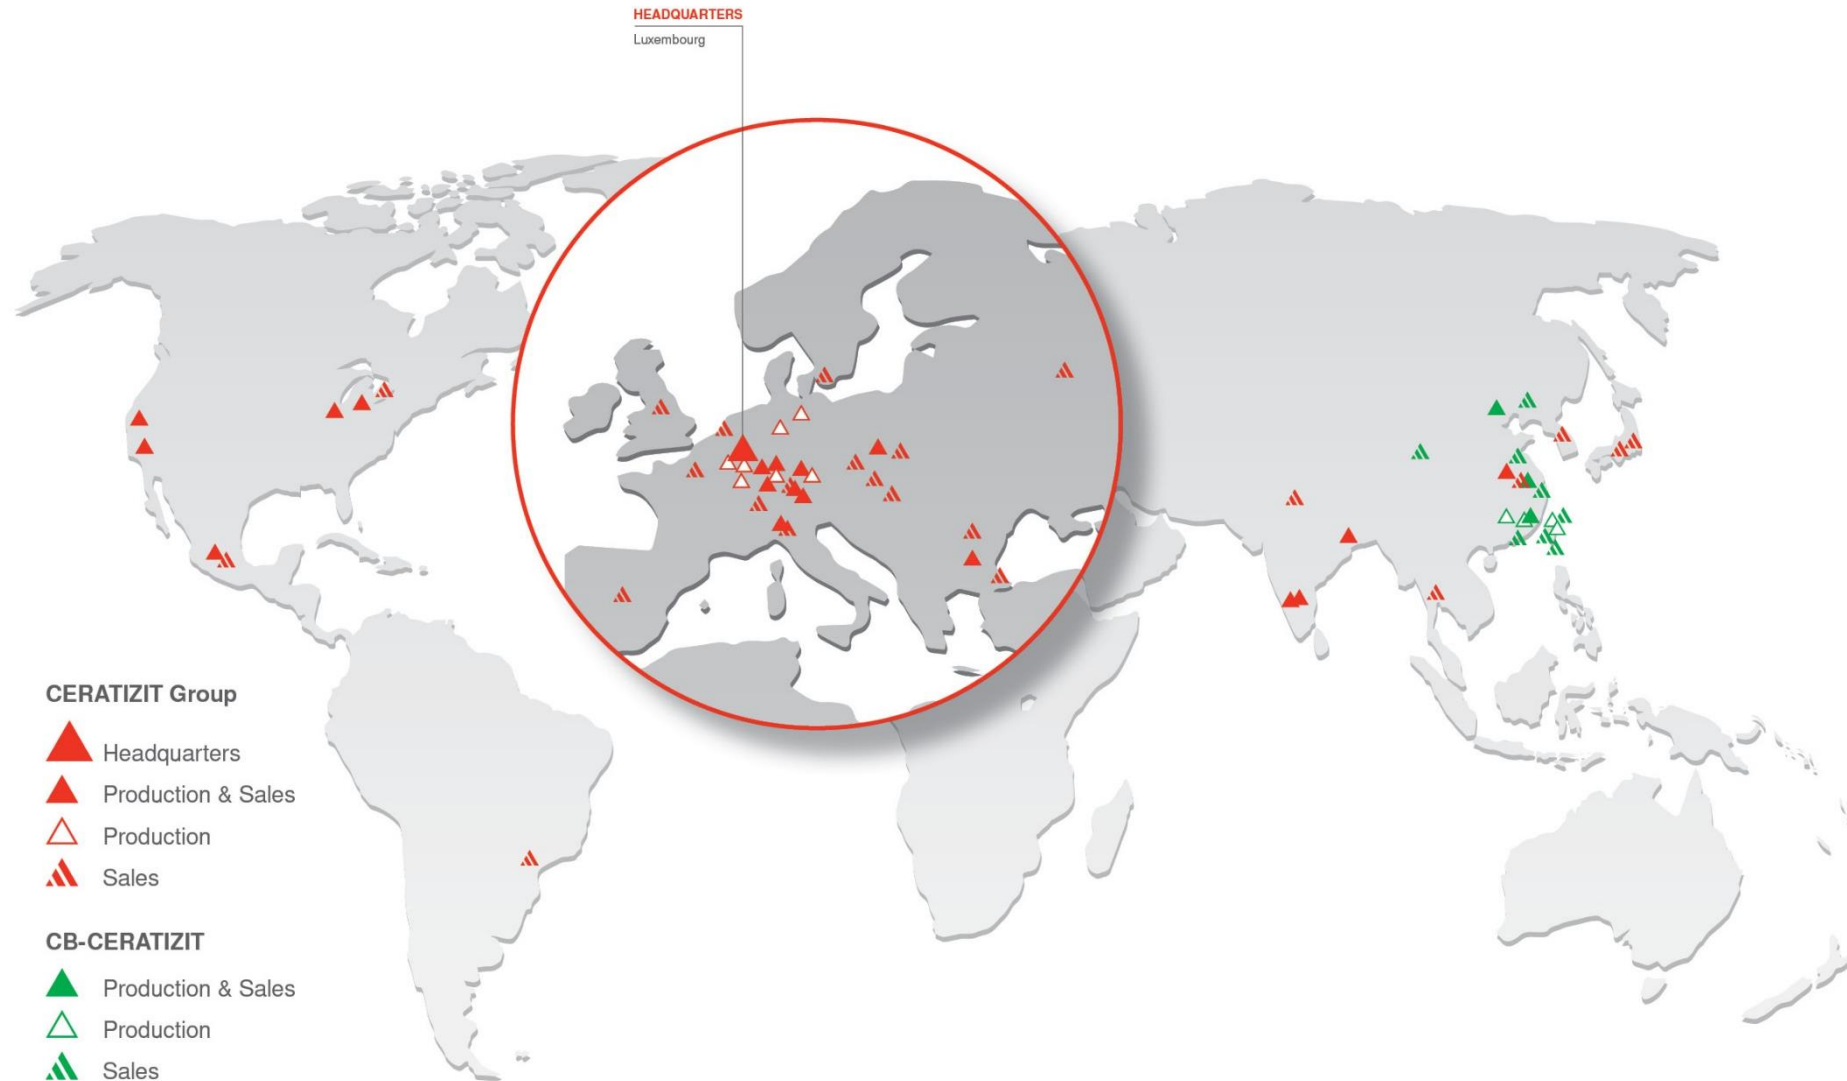 HEADQUARTERS
Luxembourg
CERATIZIT Group
Headquarters
Production & Sales
Production
Sales
CB-CERATIZIT
Production & Sales
Production
Sales